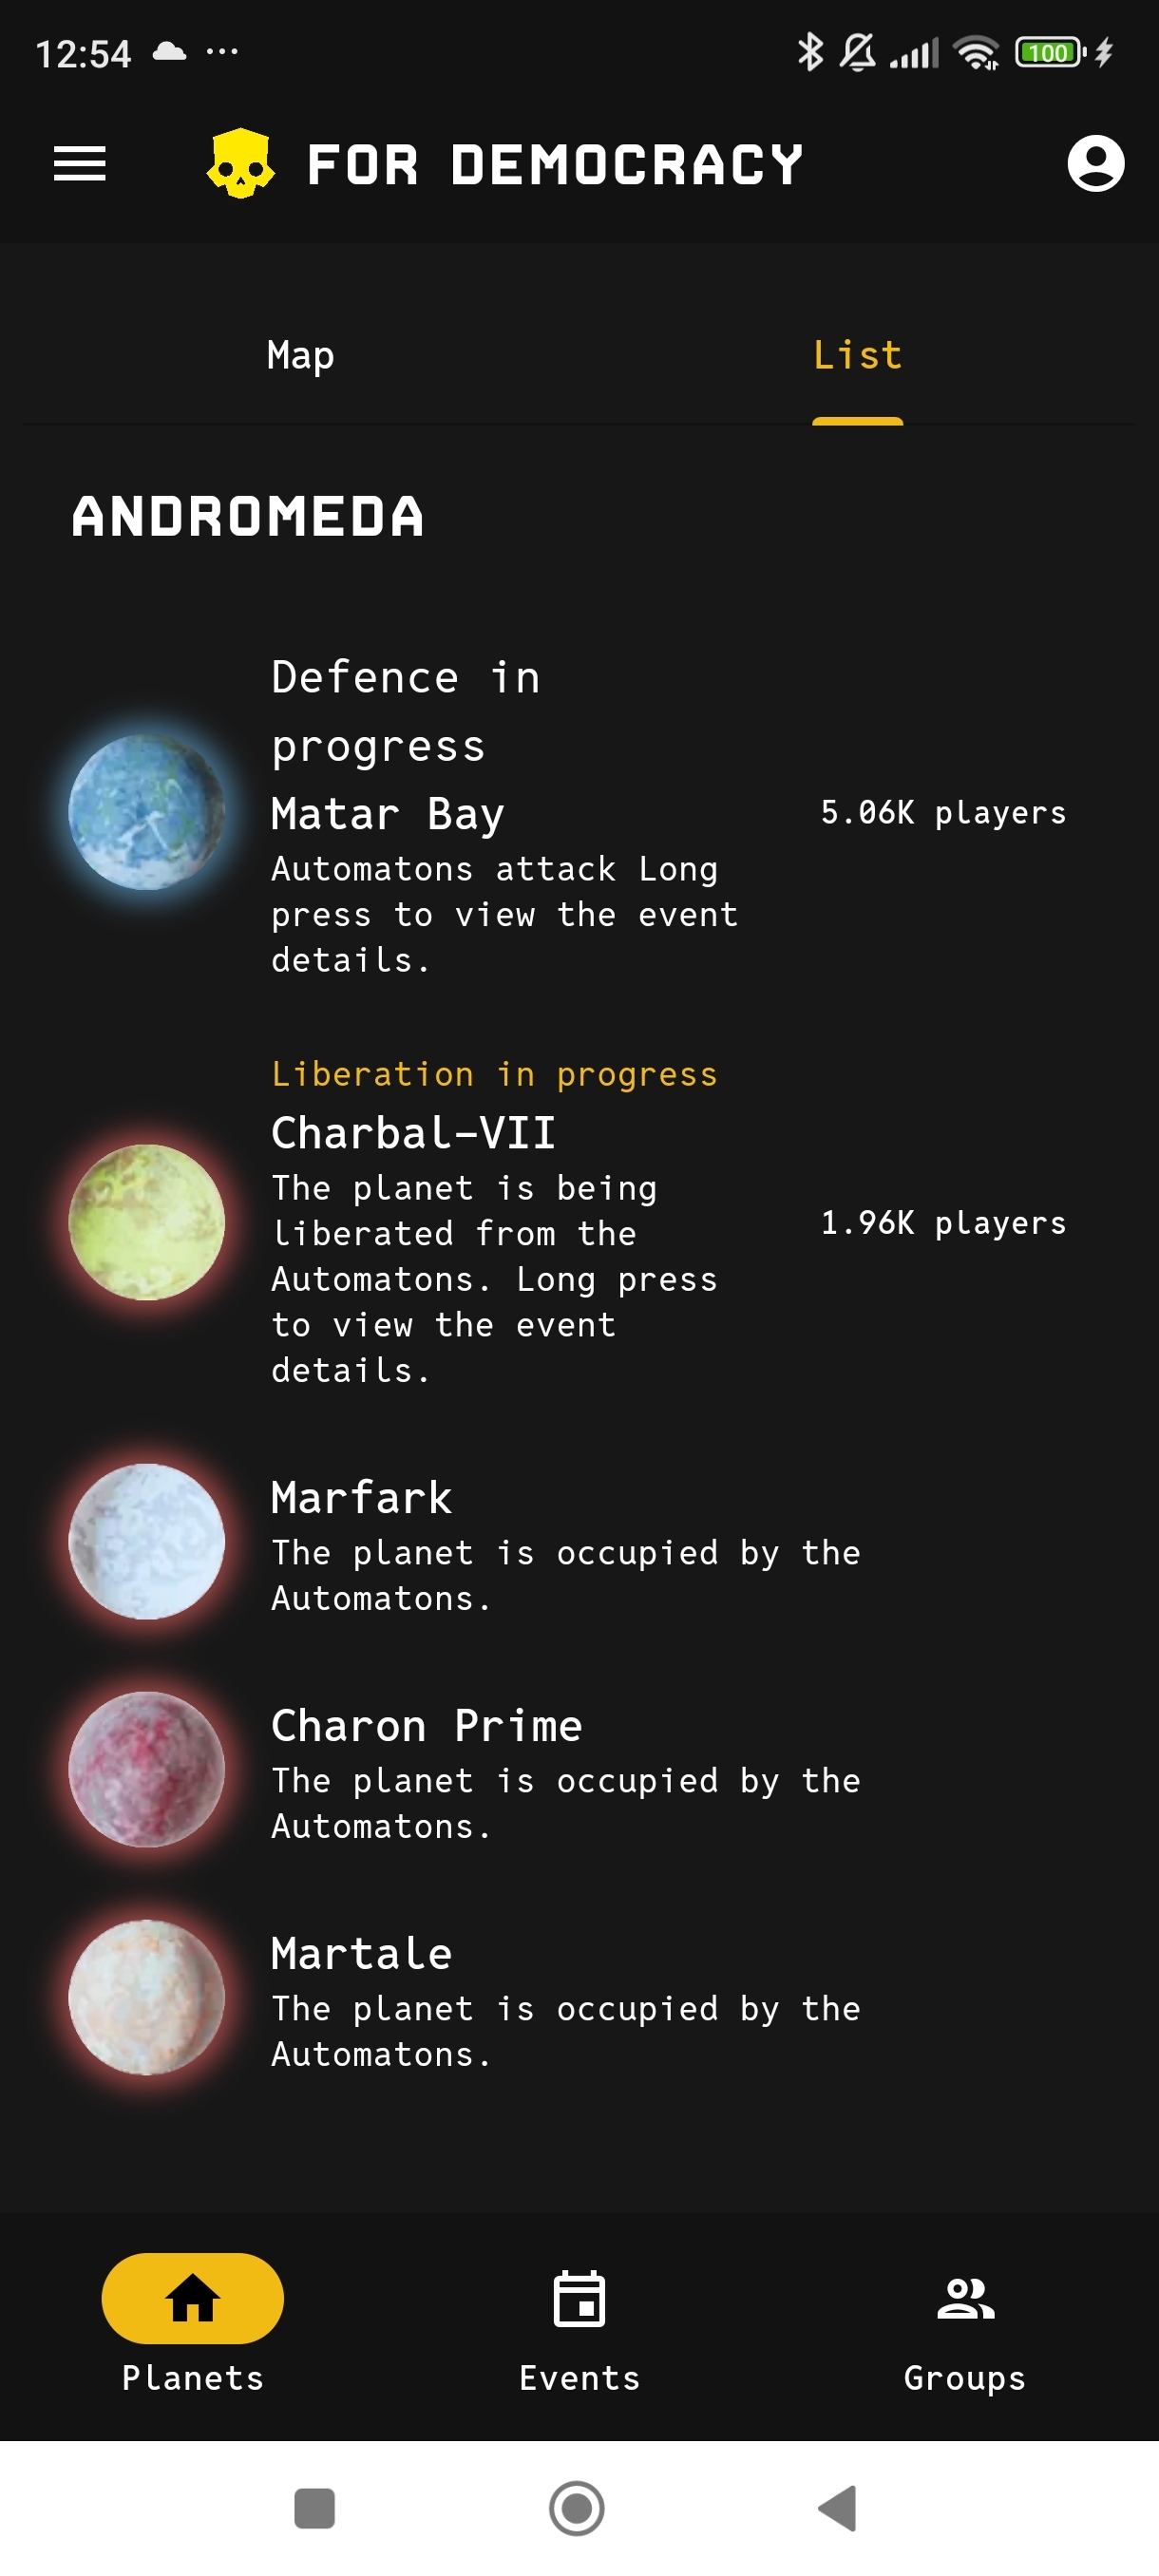 12:54
100
FOR DEMOCRACY
Map
List
ANDROMEDA
Defence in
progress
Matar Bay
5.06K players
Automatons attack Long
press to view the event
details.
Liberation in progress
Charbal-VII
The planet is being
liberated from the
1.96K players
Automatons. Long press
to view the event
details.
Marfark
The planet is occupied by the
Automatons.
Charon Prime
The planet is occupied by the
Automatons.
Martale
The planet is occupied by the
Automatons.
Planets
Events
Groups